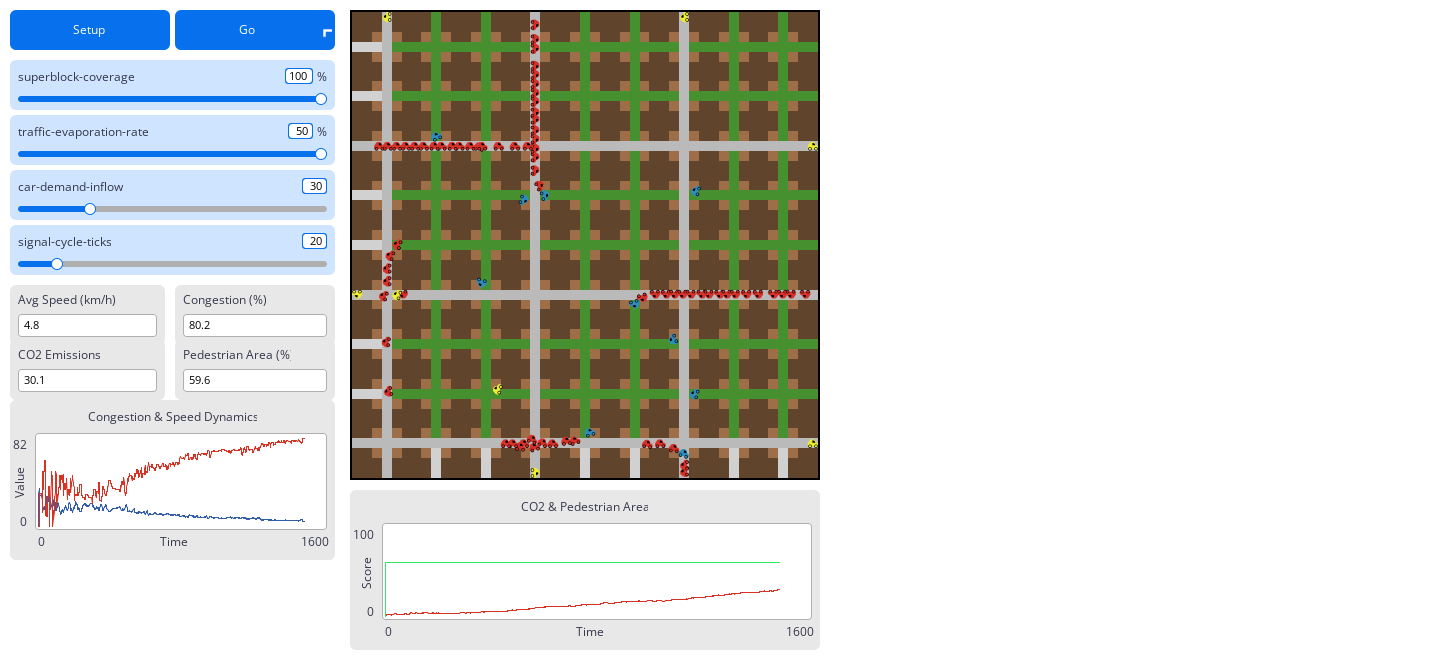 Setup
Go
superblock-coverage 100 %
traffic-evaporation-rate 50 %
car-demand-inflow 30
signal-cycle-ticks 20
Avg Speed (km/h)
4.8
Congestion (%)
80.2
CO2 Emissions
30.1
Pedestrian Area (%
59.6
Congestion & Speed Dynamics
82
Value
0
0
Time
1600
CO2 & Pedestrian Area
100
Score
0
0
Time
1600